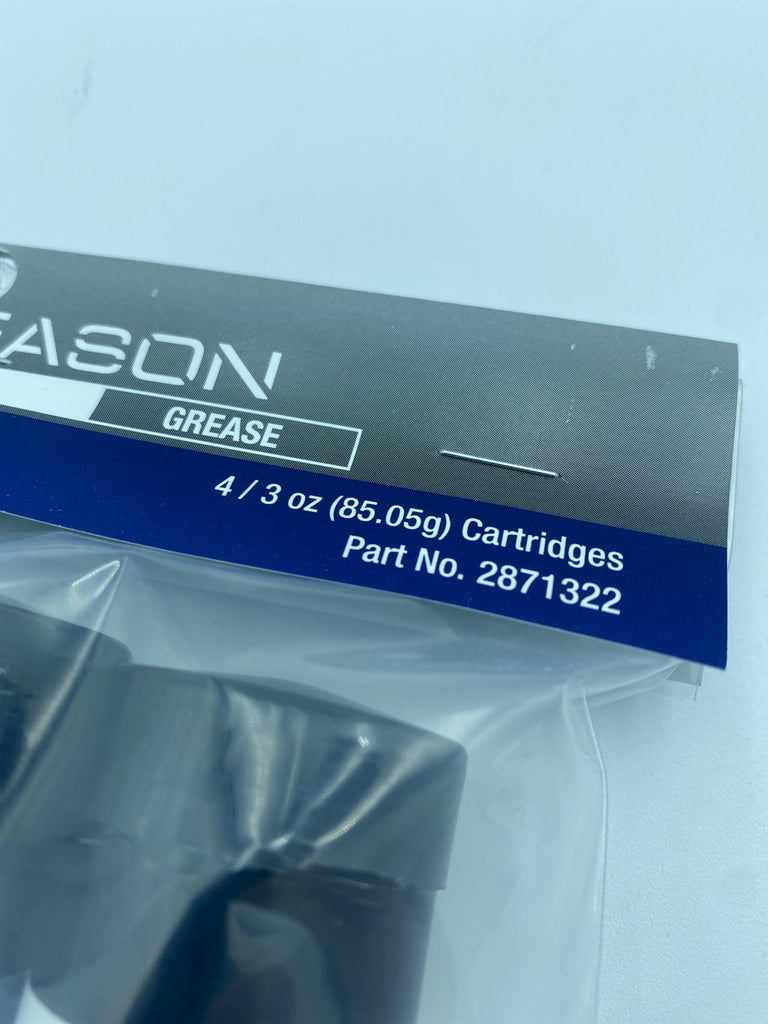 EASON
GREASE
4 / 3 oz (85.05g) Cartridges
Part No. 2871322